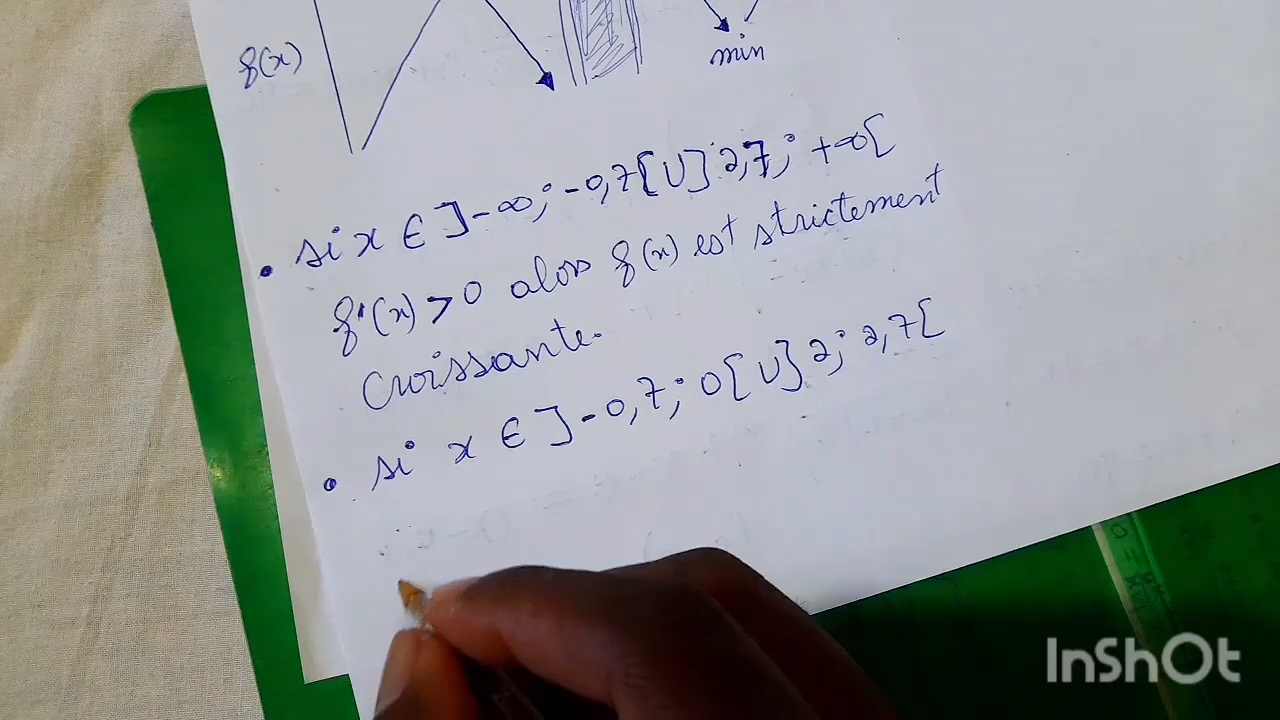 f(x)
min
• si x ∈ ]-∞; -0,7[ U ] 2,7; +∞[
f'(x) > 0 alors f(x) est strictement
croissante.
• si x ∈ ]-0,7; 0[ U ] 2; 2,7[
InShOt